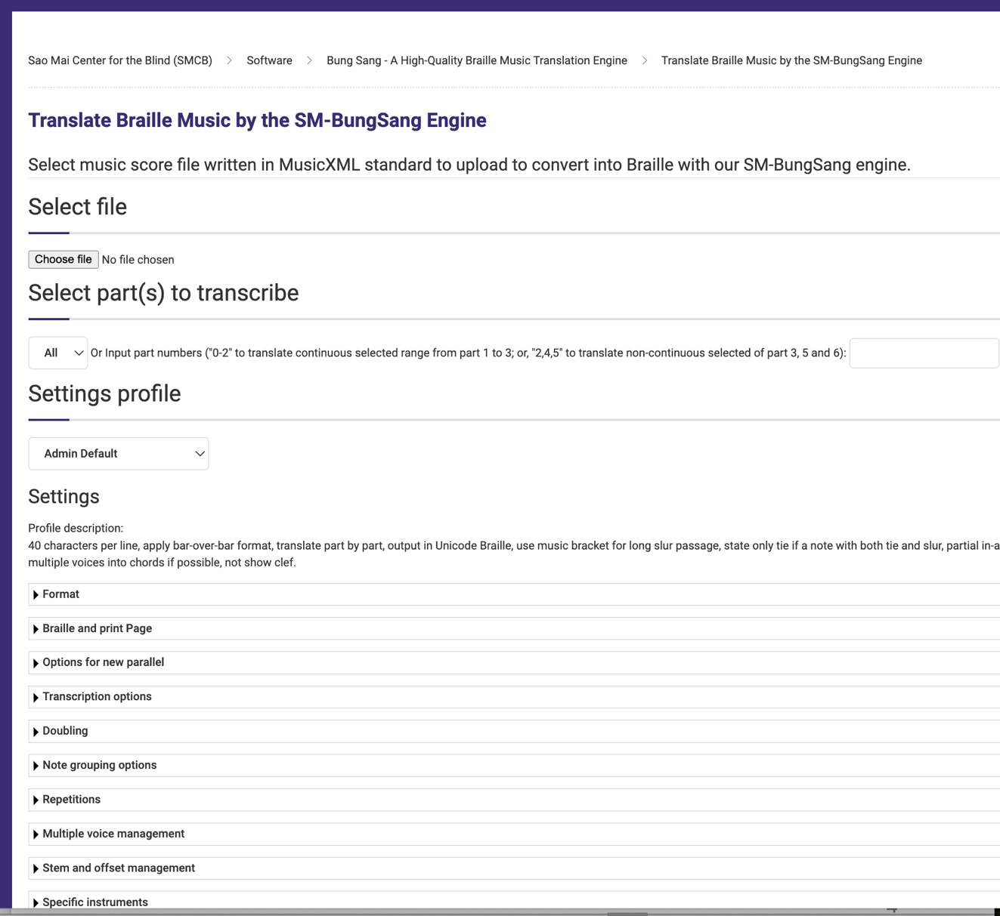 Sao Mai Center for the Blind (SMCB) > Software > Bung Sang - A High-Quality Braille Music Translation Engine > Translate Braille Music by the SM-BungSang Engine
Translate Braille Music by the SM-BungSang Engine
Select music score file written in MusicXML standard to upload to convert into Braille with our SM-BungSang engine.
Select file
Choose file No file chosen
Select part(s) to transcribe
All Or Input part numbers ("0-2" to translate continuous selected range from part 1 to 3; or, "2,4,5" to translate non-continuous selected of part 3, 5 and 6):
Settings profile
Admin Default
Settings
Profile description:
40 characters per line, apply bar-over-bar format, translate part by part, output in Unicode Braille, use music bracket for long slur passage, state only tie if a note with both tie and slur, partial in-a
multiple voices into chords if possible, not show clef.
Format
Braille and print Page
Options for new parallel
Transcription options
Doubling
Note grouping options
Repetitions
Multiple voice management
Stem and offset management
Specific instruments